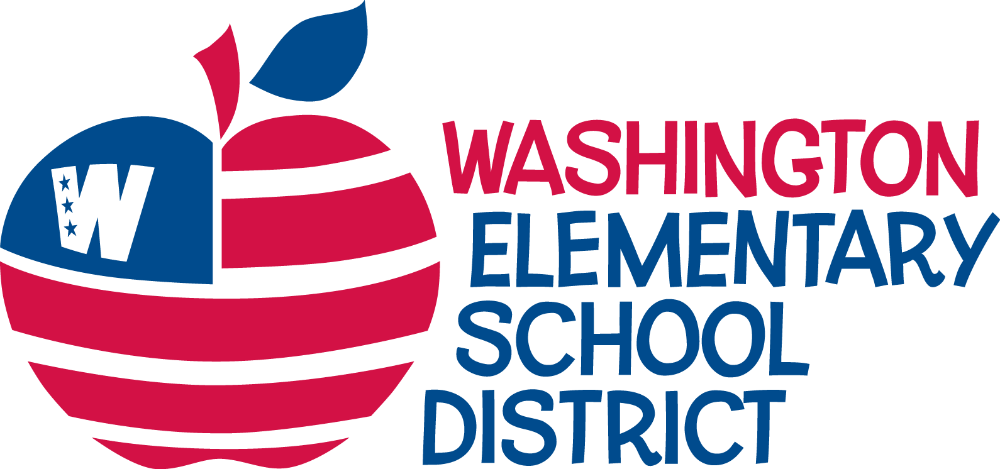 W
WASHINGTON
ELEMENTARY
SCHOOL
DISTRICT